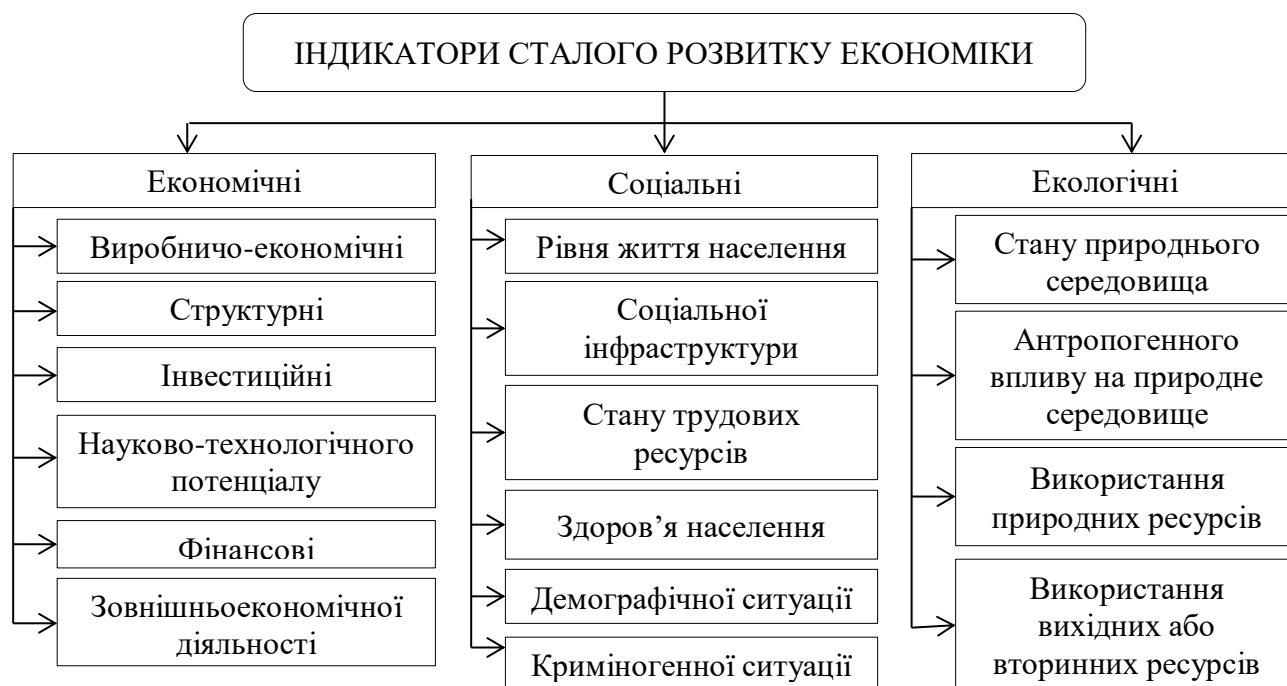 ІНДИКАТОРИ СТАЛОГО РОЗВИТКУ ЕКОНОМІКИ
Економічні
Виробничо-економічні
Структурні
Інвестиційні
Науково-технологічного
потенціалу
Фінансові
Зовнішньоекономічної
діяльності
Соціальні
Рівня життя населення
Соціальної
інфраструктури
Стану трудових
ресурсів
Здоров’я населення
Демографічної ситуації
Криміногенної ситуації
Екологічні
Стану природнього
середовища
Антропогенного
впливу на природне
середовище
Використання
природних ресурсів
Використання
вихідних або
вторинних ресурсів